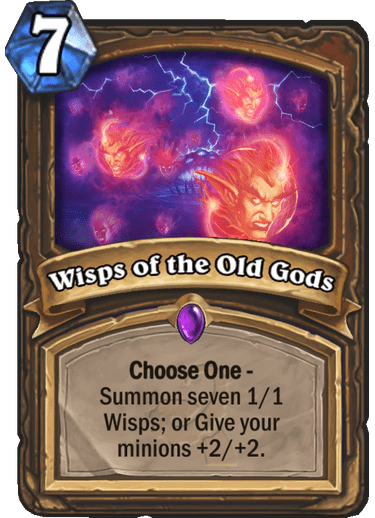 7
Wisps of the Old Gods
Choose One -
Summon seven 1/1
Wisps; or Give your
minions +2/+2.